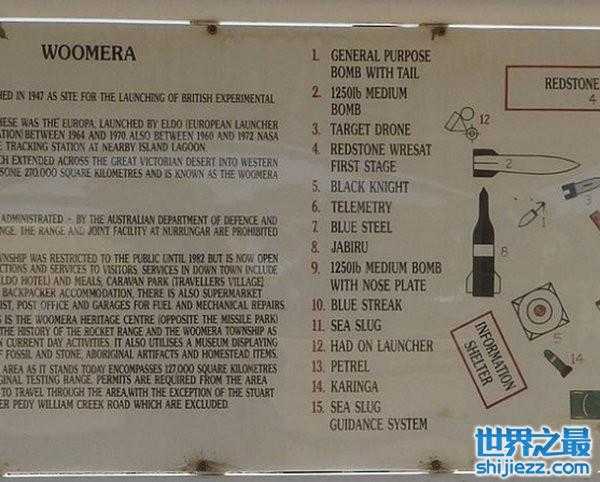 WOOMERA
HED IN 1947 AS SITE FOR THE LAUNCHING OF BRITISH EXPERIMENTAL
HESE WAS THE EUROPA, LAUNCHED BY ELDO (EUROPEAN LAUNCHER
ATION) BETWEEN 1964 AND 1970. ALSO BETWEEN 1960 AND 1972 NASA
E TRACKING STATION AT NEARBY ISLAND LAGOON.
CH EXTENDED ACROSS THE GREAT VICTORIAN DESERT INTO WESTERN
SOME 270,000 SQUARE KILOMETRES AND IS KNOWN AS THE WOOMERA
ADMINISTRATED - BY THE AUSTRALIAN DEPARTMENT OF DEFENCE AND
NGE. THE RANGE AND JOINT FACILITY AT NURRUNGAR ARE PROHIBITED
NSHIP WAS RESTRICTED TO THE PUBLIC UNTIL 1982 BUT IS NOW OPEN
CTIONS AND SERVICES TO VISITORS. SERVICES IN DOWN TOWN INCLUDE
LDO HOTEL) AND MEALS, CARAVAN PARK (TRAVELLERS VILLAGE)
BACKPACKER ACCOMMODATION, THERE IS ALSO SUPERMARKET
IST, POST OFFICE AND GARAGES FOR FUEL AND MECHANICAL REPAIRS.
G IS THE WOOMERA HERITAGE CENTRE (OPPOSITE THE MISSILE PARK)
THE HISTORY OF THE ROCKET RANGE AND THE WOOMERA TOWNSHIP AS
N CURRENT DAY ACTIVITIES. IT ALSO UTILISES A MUSEUM DISPLAYING
F FOSSIL AND STONE, ABORIGINAL ARTIFACTS AND HOMESTEAD ITEMS.
AREA AS IT STANDS TODAY ENCOMPASSES 127,000 SQUARE KILOMETRES
GINAL TESTING RANGE. PERMITS ARE REQUIRED FROM THE AREA
TO TRAVEL THROUGH THE AREA, WITH THE EXCEPTION OF THE STUART
ER PEDY WILLIAM CREEK ROAD WHICH ARE EXCLUDED.
1. GENERAL PURPOSE
BOMB WITH TAIL
2. 1250lb MEDIUM
BOMB
3. TARGET DRONE
4. REDSTONE WRESAT
FIRST STAGE
5. BLACK KNIGHT
6. TELEMETRY
7. BLUE STEEL
8. JABIRU
9. 1250lb MEDIUM BOMB
WITH NOSE PLATE
10. BLUE STREAK
11. SEA SLUG
12. HAD ON LAUNCHER
13. PETREL
14. KARINGA
15. SEA SLUG
GUIDANCE SYSTEM
REDSTONE
4
12
2
3
1
8
5
14
INFORMATION
SHELTER
世界之最
shijiezz.com